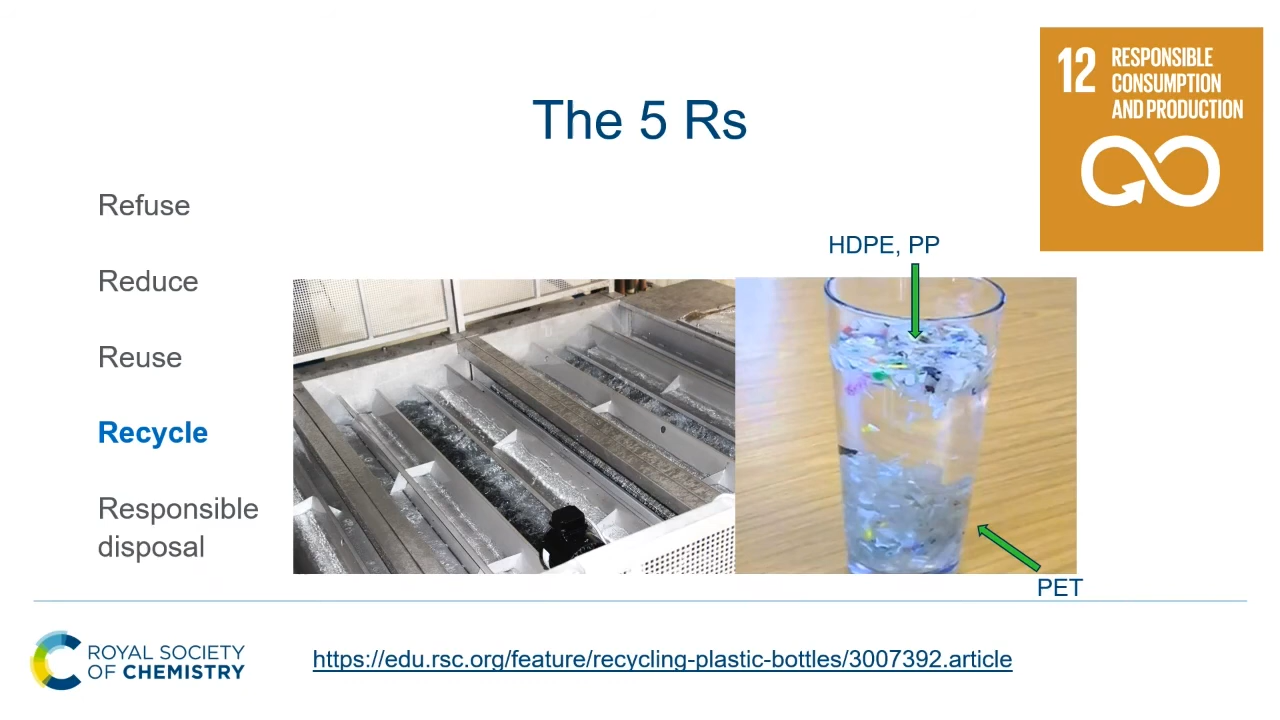 12 RESPONSIBLE
CONSUMPTION
AND PRODUCTION
The 5 Rs
Refuse
Reduce
Reuse
Recycle
Responsible
disposal
HDPE, PP
PET
ROYAL SOCIETY
OF CHEMISTRY
https://edu.rsc.org/feature/recycling-plastic-bottles/3007392.article